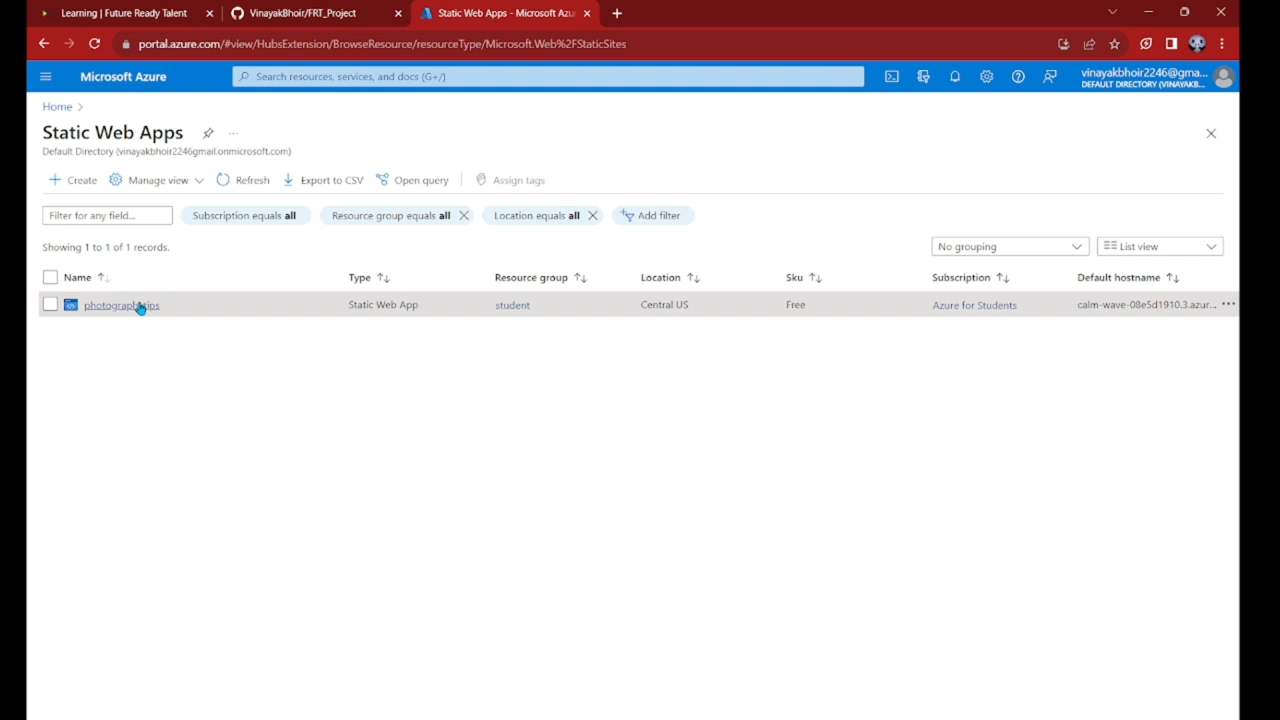 Learning | Future Ready Talent
VinayakBhoir/FRT_Project
Static Web Apps - Microsoft Azu
portal.azure.com/#view/HubsExtension/BrowseResource/resourceType/Microsoft.Web%2FStaticSites
Microsoft Azure
Search resources, services, and docs (G+/)
vinayakbhoir2246@gma...
DEFAULT DIRECTORY (VINAYAKB...
Home >
Static Web Apps ...
Default Directory (vinayakbhoir2246gmail.onmicrosoft.com)
Create Manage view Refresh Export to CSV Open query Assign tags
Filter for any field... Subscription equals all Resource group equals all Location equals all Add filter
Showing 1 to 1 of 1 records.
No grouping List view
Name Type Resource group Location Sku Subscription Default hostname
Static Web App student Central US Free Azure for Students calm-wave-08e5d1910.3.azur... ...